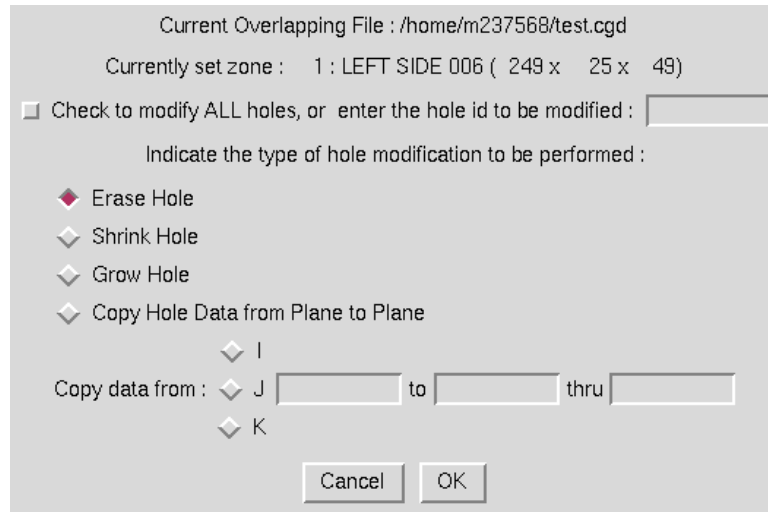 Current Overlapping File : /home/m237568/test.cgd
Currently set zone : 1 : LEFT SIDE 006 ( 249 x 25 x 49)
Check to modify ALL holes, or enter the hole id to be modified :
Indicate the type of hole modification to be performed :
Erase Hole
Shrink Hole
Grow Hole
Copy Hole Data from Plane to Plane
I
Copy data from : J to thru
K
Cancel OK